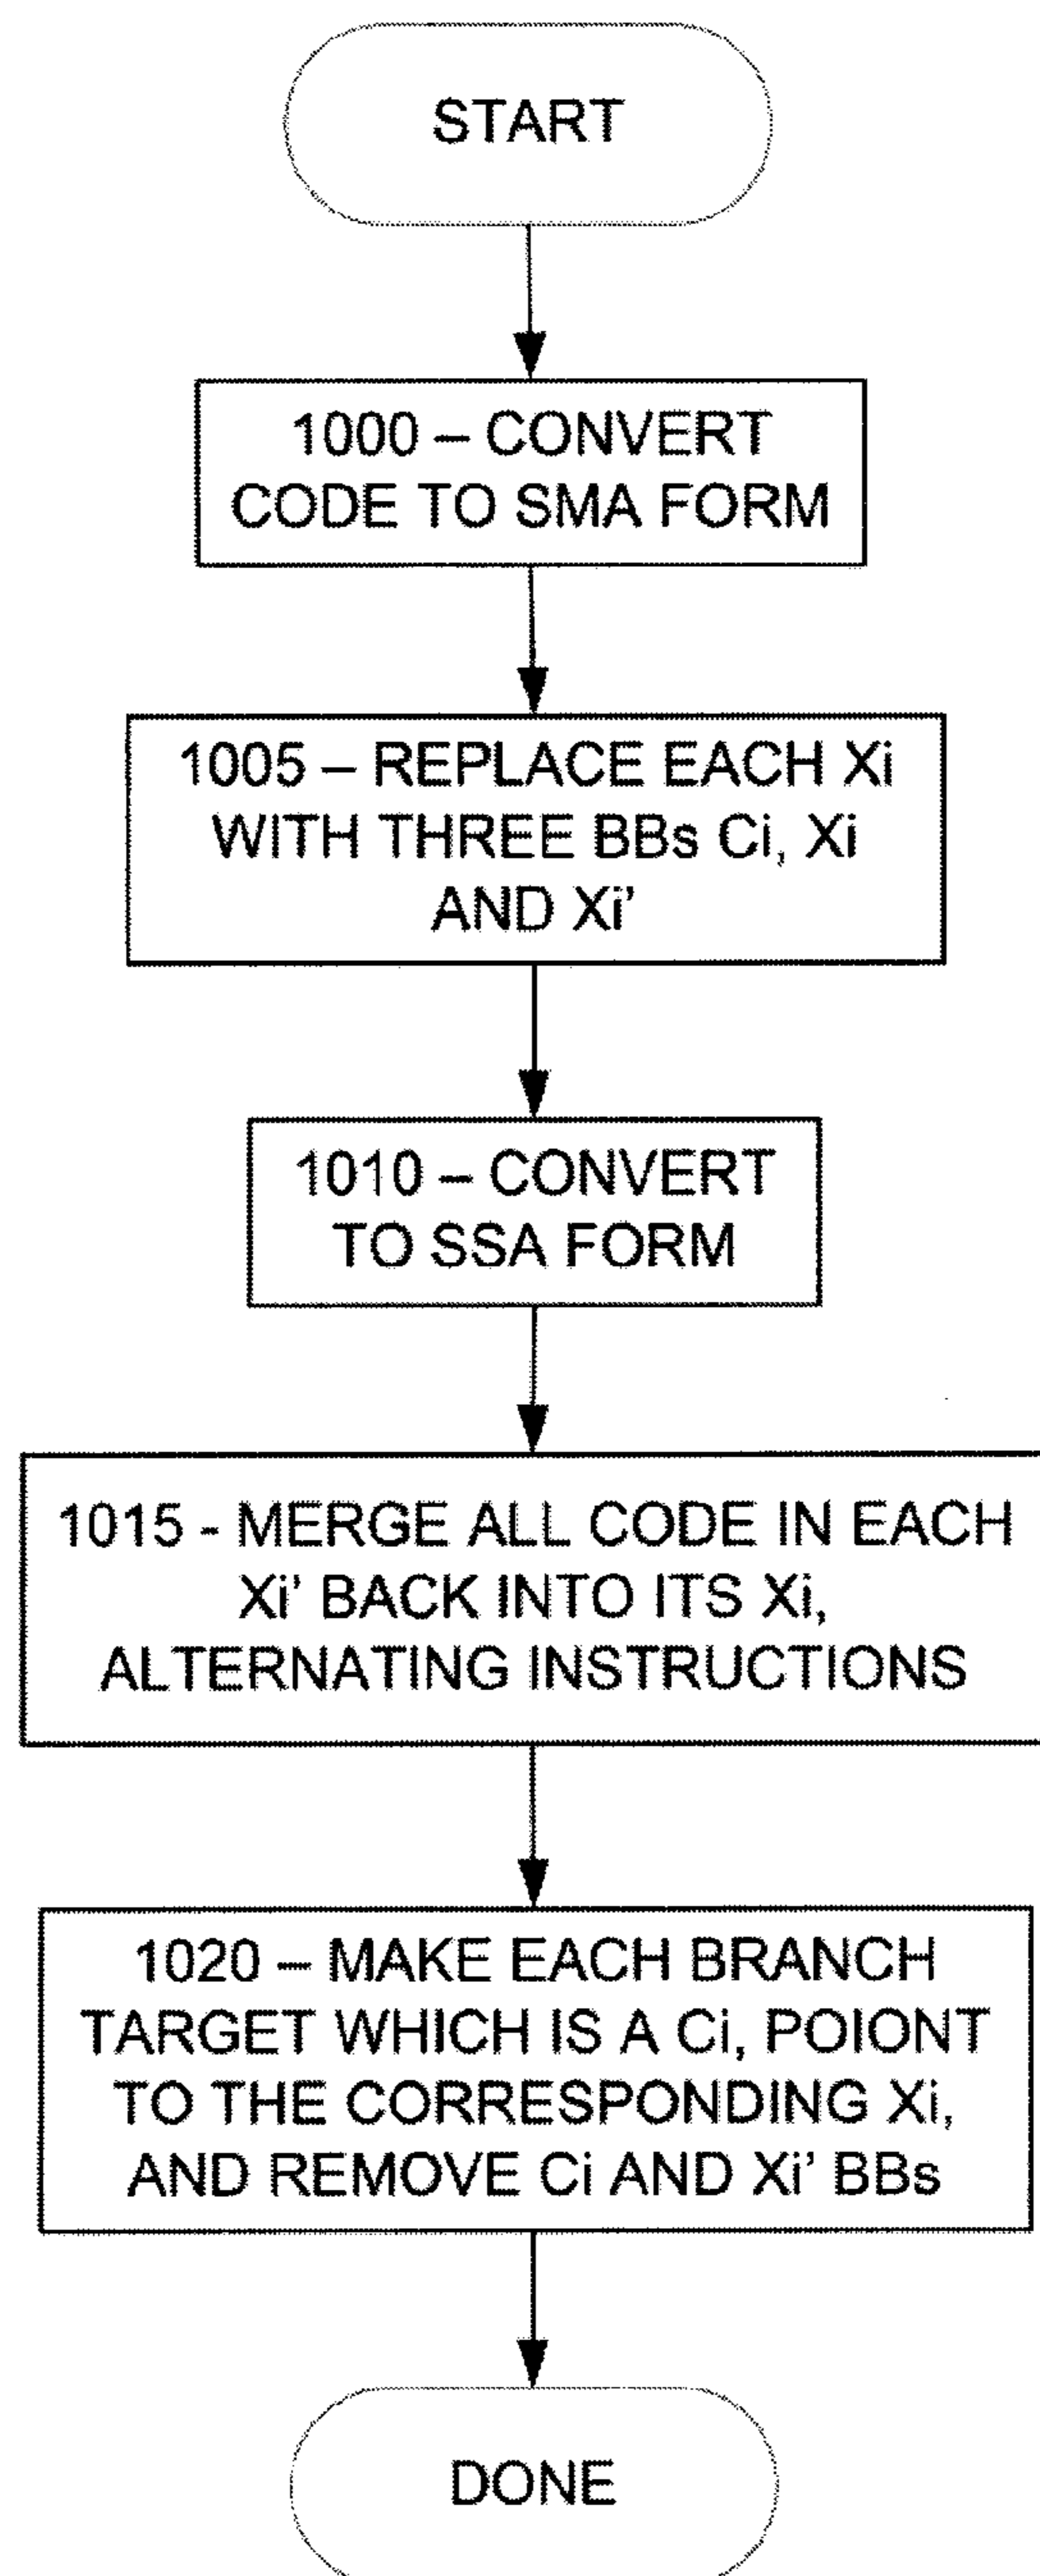 START
1000 – CONVERT
CODE TO SMA FORM
1005 – REPLACE EACH Xi
WITH THREE BBs Ci, Xi
AND Xi'
1010 – CONVERT
TO SSA FORM
1015 - MERGE ALL CODE IN EACH
Xi' BACK INTO ITS Xi,
ALTERNATING INSTRUCTIONS
1020 – MAKE EACH BRANCH
TARGET WHICH IS A Ci, POIONT
TO THE CORRESPONDING Xi,
AND REMOVE Ci AND Xi' BBs
DONE